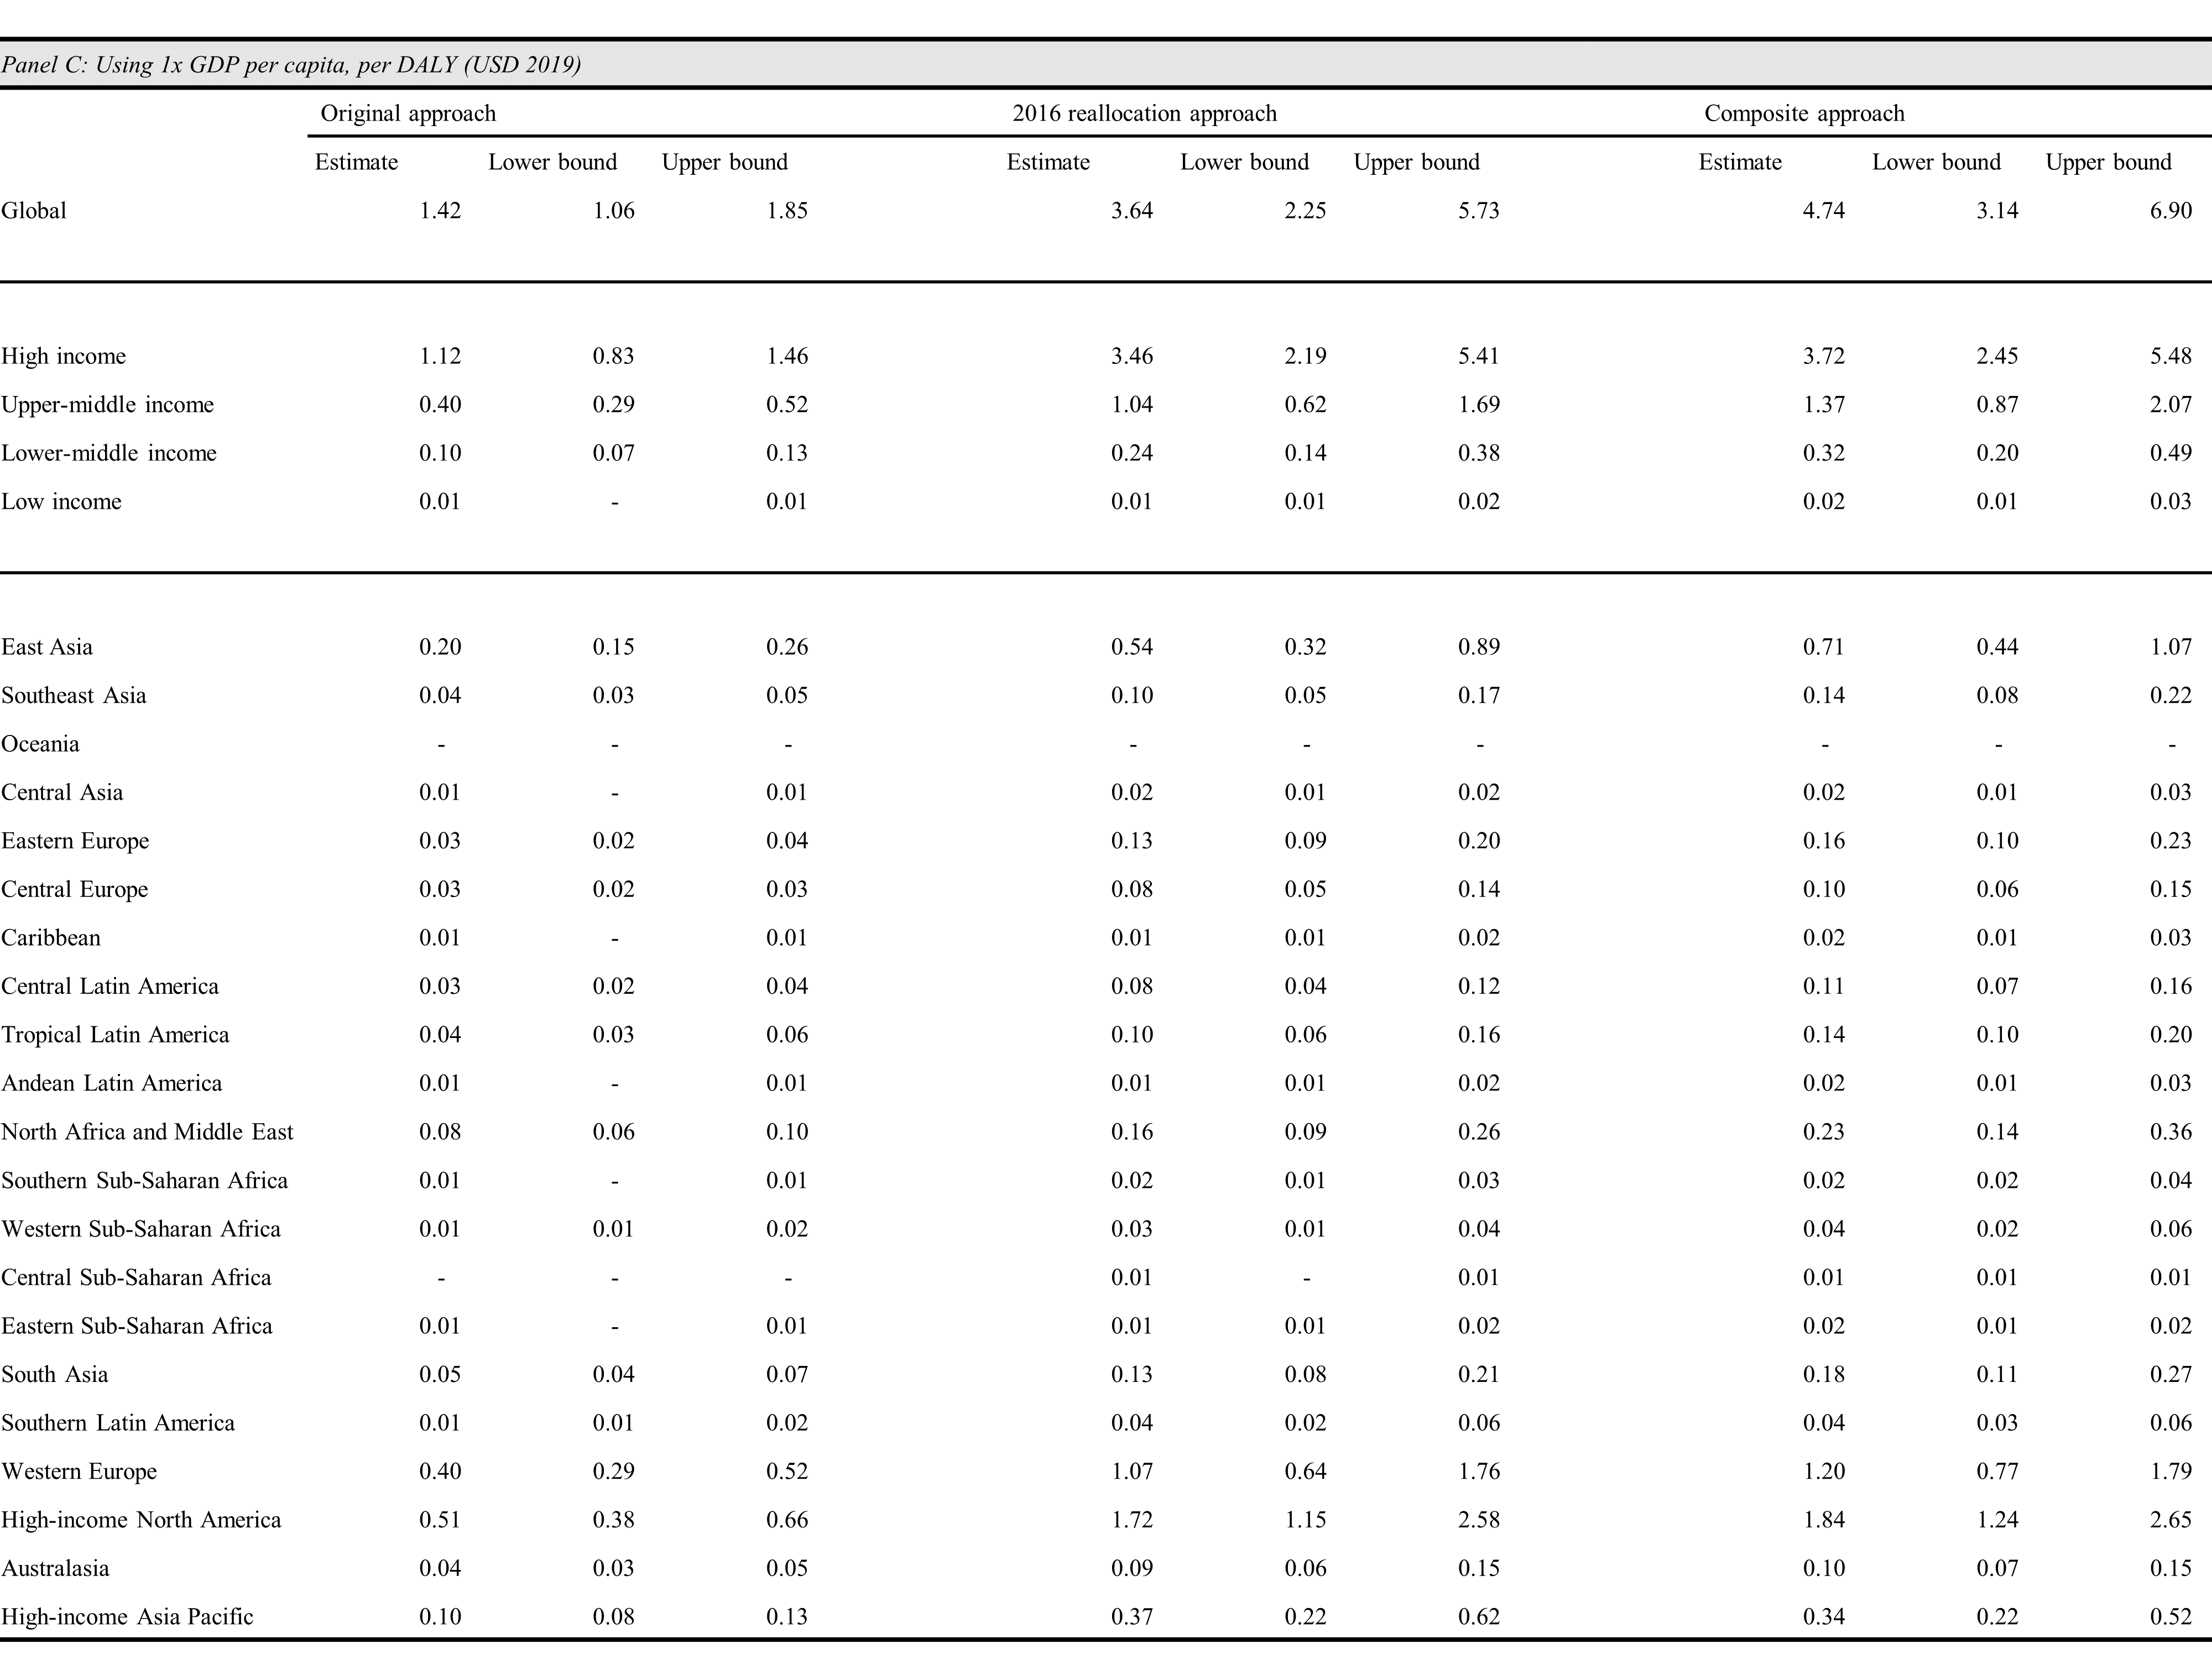 Panel C: Using 1x GDP per capita, per DALY (USD 2019)
Original approach 2016 reallocation approach Composite approach
Estimate Lower bound Upper bound Estimate Lower bound Upper bound Estimate Lower bound Upper bound
Global 1.42 1.06 1.85 3.64 2.25 5.73 4.74 3.14 6.90
High income 1.12 0.83 1.46 3.46 2.19 5.41 3.72 2.45 5.48
Upper-middle income 0.40 0.29 0.52 1.04 0.62 1.69 1.37 0.87 2.07
Lower-middle income 0.10 0.07 0.13 0.24 0.14 0.38 0.32 0.20 0.49
Low income 0.01 - 0.01 0.01 0.01 0.02 0.02 0.01 0.03
East Asia 0.20 0.15 0.26 0.54 0.32 0.89 0.71 0.44 1.07
Southeast Asia 0.04 0.03 0.05 0.10 0.05 0.17 0.14 0.08 0.22
Oceania - - - - - - - - -
Central Asia 0.01 - 0.01 0.02 0.01 0.02 0.02 0.01 0.03
Eastern Europe 0.03 0.02 0.04 0.13 0.09 0.20 0.16 0.10 0.23
Central Europe 0.03 0.02 0.03 0.08 0.05 0.14 0.10 0.06 0.15
Caribbean 0.01 - 0.01 0.01 0.01 0.02 0.02 0.01 0.03
Central Latin America 0.03 0.02 0.04 0.08 0.04 0.12 0.11 0.07 0.16
Tropical Latin America 0.04 0.03 0.06 0.10 0.06 0.16 0.14 0.10 0.20
Andean Latin America 0.01 - 0.01 0.01 0.01 0.02 0.02 0.01 0.03
North Africa and Middle East 0.08 0.06 0.10 0.16 0.09 0.26 0.23 0.14 0.36
Southern Sub-Saharan Africa 0.01 - 0.01 0.02 0.01 0.03 0.02 0.02 0.04
Western Sub-Saharan Africa 0.01 0.01 0.02 0.03 0.01 0.04 0.04 0.02 0.06
Central Sub-Saharan Africa - - - 0.01 - 0.01 0.01 0.01 0.01
Eastern Sub-Saharan Africa 0.01 - 0.01 0.01 0.01 0.02 0.02 0.01 0.02
South Asia 0.05 0.04 0.07 0.13 0.08 0.21 0.18 0.11 0.27
Southern Latin America 0.01 0.01 0.02 0.04 0.02 0.06 0.04 0.03 0.06
Western Europe 0.40 0.29 0.52 1.07 0.64 1.76 1.20 0.77 1.79
High-income North America 0.51 0.38 0.66 1.72 1.15 2.58 1.84 1.24 2.65
Australasia 0.04 0.03 0.05 0.09 0.06 0.15 0.10 0.07 0.15
High-income Asia Pacific 0.10 0.08 0.13 0.37 0.22 0.62 0.34 0.22 0.52